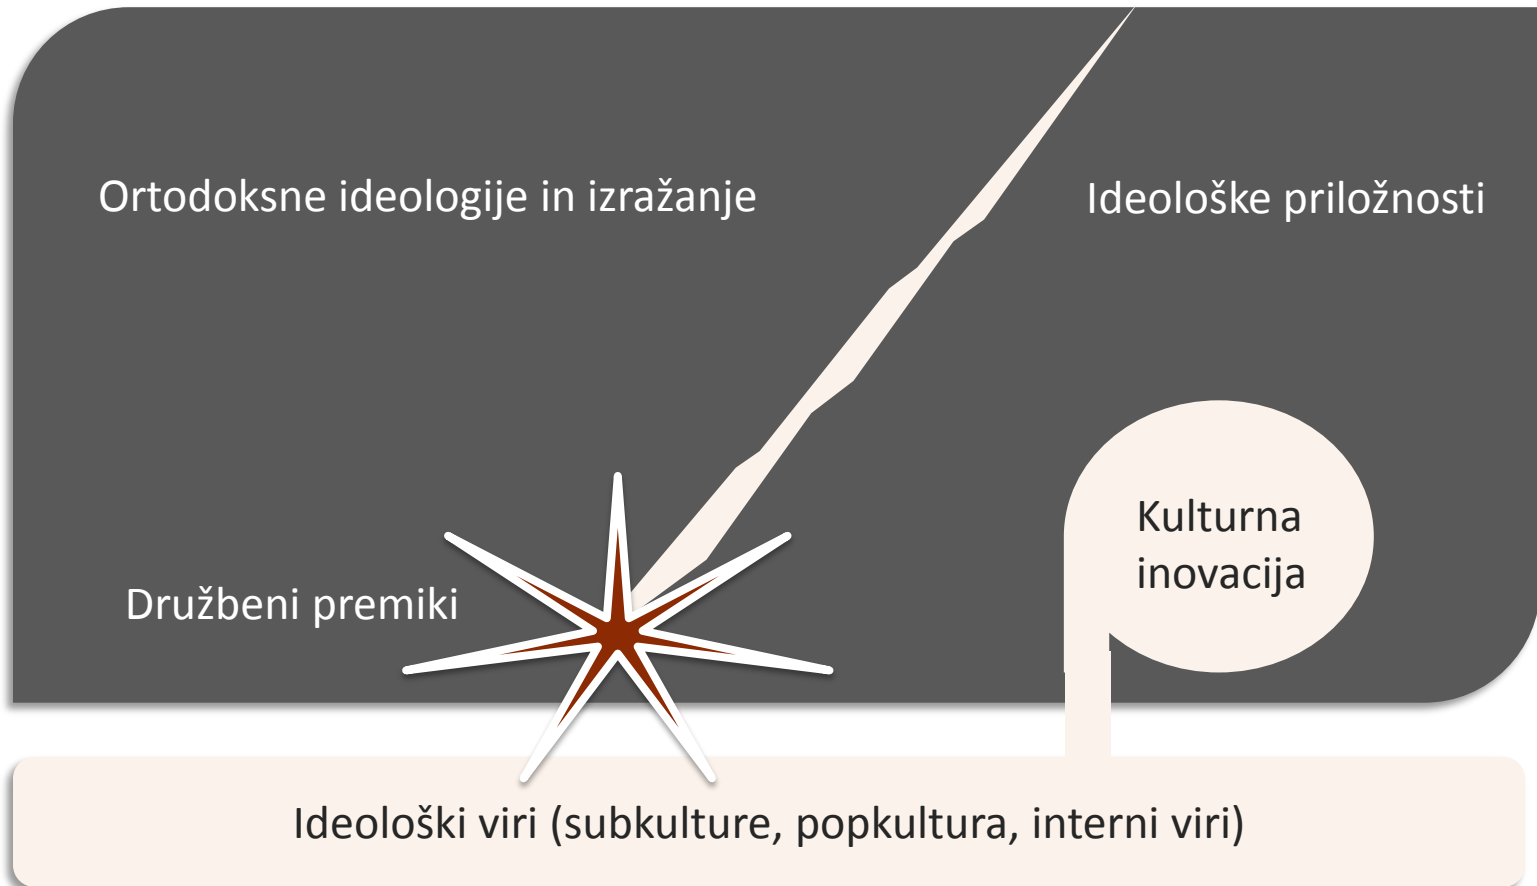 Ortodoksne ideologije in izražanje
Ideološke priložnosti
Kulturna
inovacija
Družbeni premiki
Ideološki viri (subkulture, popkultura, interni viri)